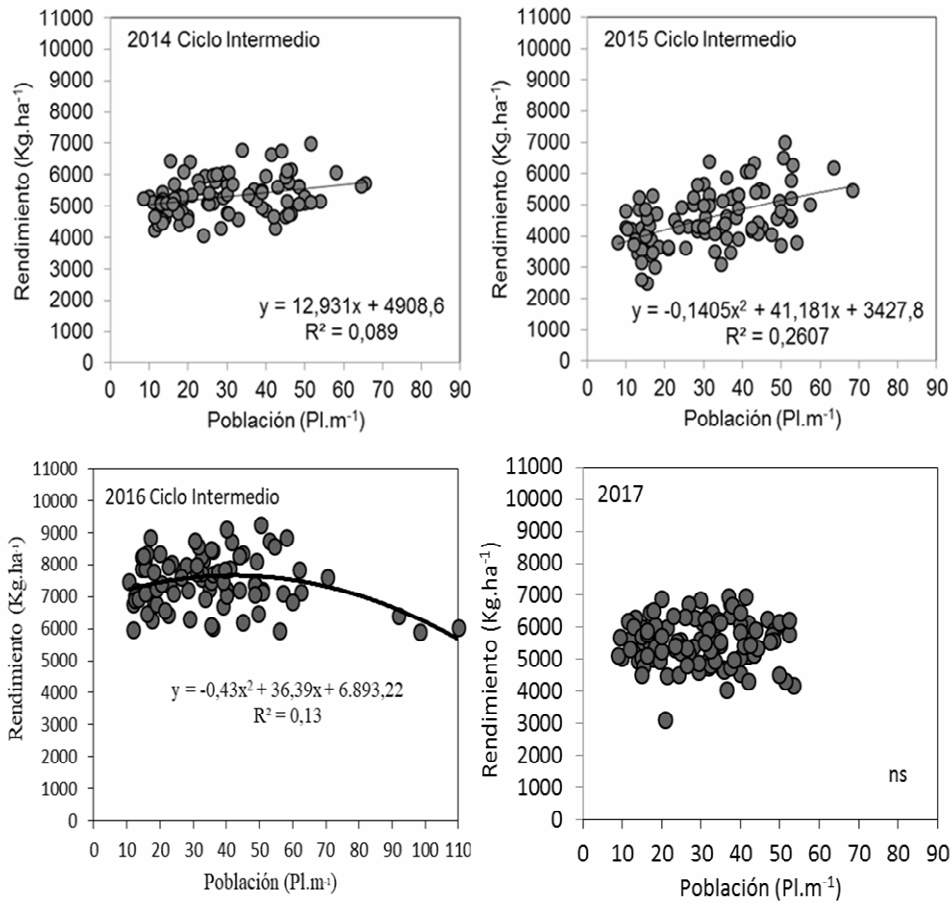 2014 Ciclo Intermedio
Rendimiento (Kg.ha⁻¹)
11000
10000
9000
8000
7000
6000
5000
4000
3000
2000
1000
0
y = 12,931x + 4908,6
R² = 0,089
0 10 20 30 40 50 60 70 80 90
Población (Pl.m⁻¹)
2015 Ciclo Intermedio
Rendimiento (Kg.ha⁻¹)
11000
10000
9000
8000
7000
6000
5000
4000
3000
2000
1000
0
y = -0,1405x² + 41,181x + 3427,8
R² = 0,2607
0 10 20 30 40 50 60 70 80 90
Población (Pl.m⁻¹)
2016 Ciclo Intermedio
Rendimiento (Kg.ha⁻¹)
11000
10000
9000
8000
7000
6000
5000
4000
3000
2000
1000
0
y = -0,43x² + 36,39x + 6.893,22
R² = 0,13
0 10 20 30 40 50 60 70 80 90 100 110
Población (Pl.m⁻¹)
2017
Rendimiento (Kg.ha⁻¹)
11000
10000
9000
8000
7000
6000
5000
4000
3000
2000
1000
0
ns
0 10 20 30 40 50 60 70 80 90
Población (Pl.m⁻¹)